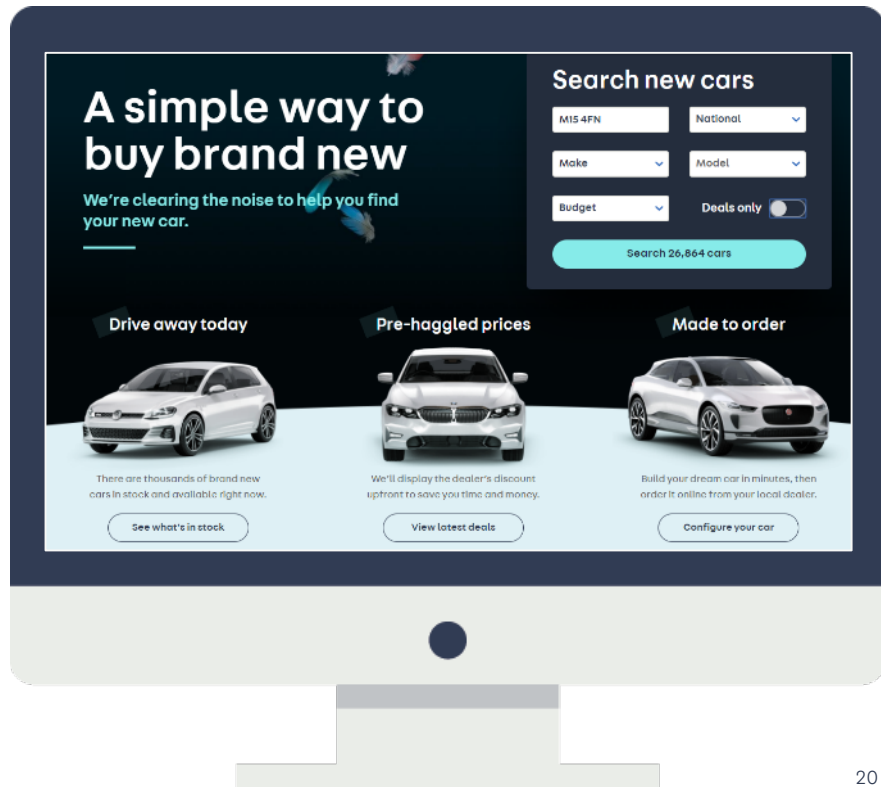 A simple way to
buy brand new
We're clearing the noise to help you find
your new car.
Search new cars
M15 4FN
National
Make
Model
Budget
Deals only
Search 26,864 cars
Drive away today
Pre-haggled prices
Made to order
There are thousands of brand new
cars in stock and available right now.
See what's in stock
We'll display the dealer's discount
upfront to save you time and money.
View latest deals
Build your dream car in minutes, then
order it online from your local dealer.
Configure your car
20